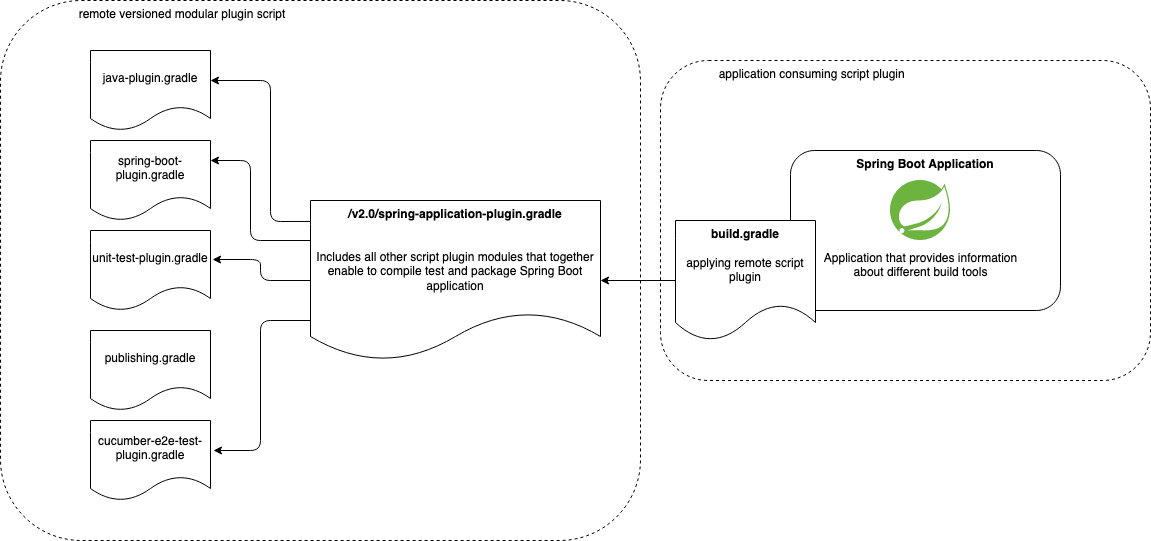 remote versioned modular plugin script
java-plugin.gradle
spring-boot-
plugin.gradle
unit-test-plugin.gradle
publishing.gradle
cucumber-e2e-test-
plugin.gradle
/v2.0/spring-application-plugin.gradle
Includes all other script plugin modules that together
enable to compile test and package Spring Boot
application
application consuming script plugin
build.gradle
applying remote script
plugin
Spring Boot Application
Application that provides information
about different build tools